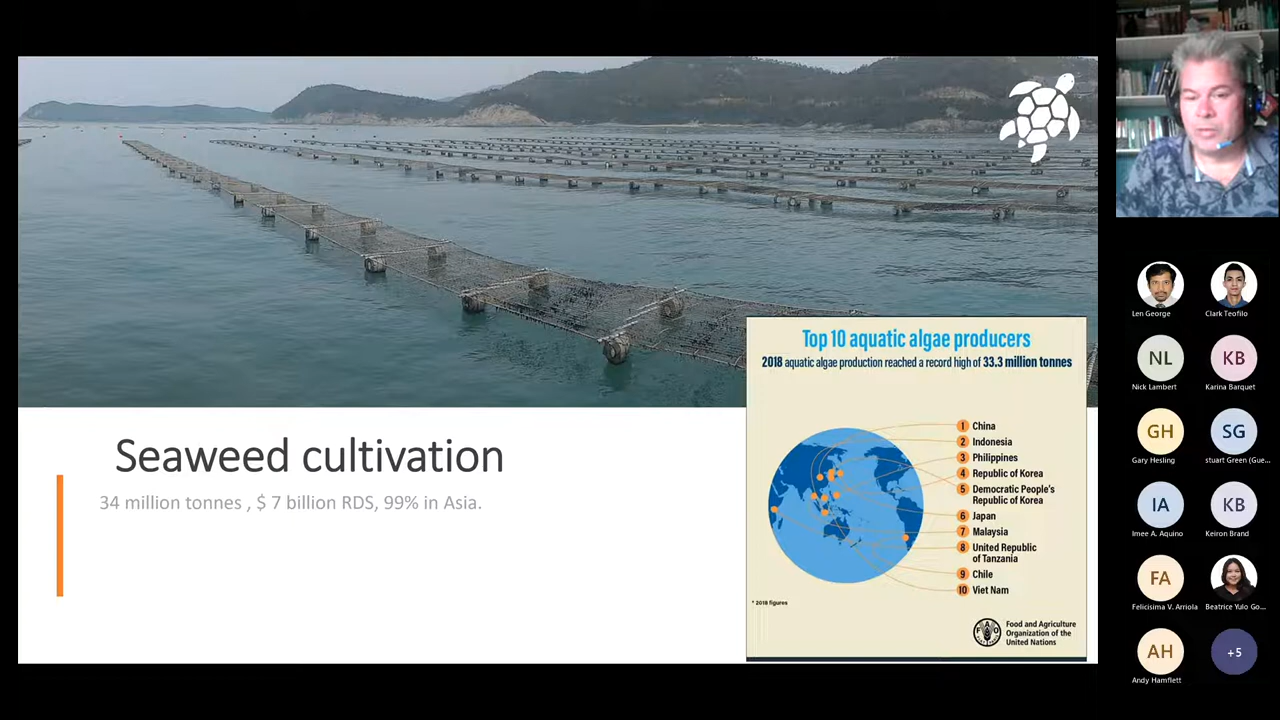 Top 10 aquatic algae producers
2018 aquatic algae production reached a record high of 33.3 million tonnes
1 China
2 Indonesia
3 Philippines
4 Republic of Korea
5 Democratic People's
Republic of Korea
6 Japan
7 Malaysia
8 United Republic
of Tanzania
9 Chile
10 Viet Nam
* 2018 figures
FAO
Food and Agriculture
Organization of the
United Nations
Seaweed cultivation
34 million tonnes , $ 7 billion RDS, 99% in Asia.
Len George
Clark Teofilo
NL
Nick Lambert
KB
Karina Barquet
GH
Gary Hesling
SG
stuart Green (Gue...
IA
Imee A. Aquino
KB
Keiron Brand
FA
Felicisima V. Arriola
Beatrice Yulo Go...
AH
Andy Hamflett
+5